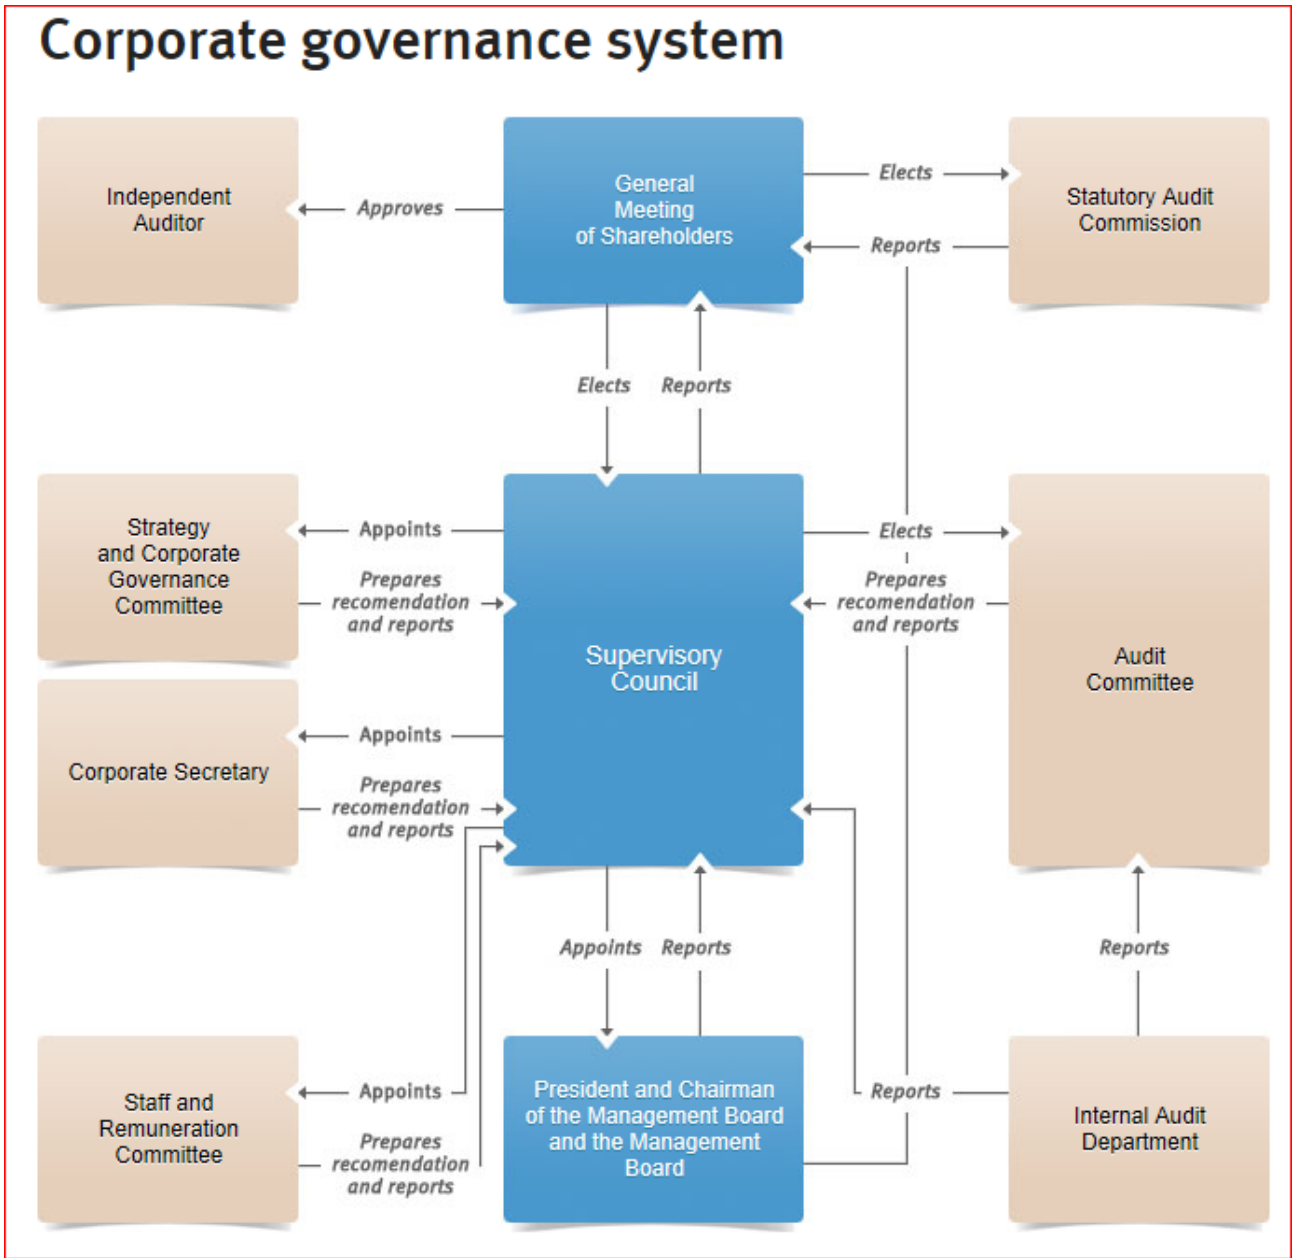 Corporate governance system
Independent
Auditor
Approves
General
Meeting
of Shareholders
Elects
Reports
Statutory Audit
Commission
Elects
Reports
Strategy
and Corporate
Governance
Committee
Appoints
Prepares
recomendation
and reports
Supervisory
Council
Elects
Prepares
recomendation
and reports
Audit
Committee
Corporate Secretary
Appoints
Prepares
recomendation
and reports
Appoints
Reports
Reports
Staff and
Remuneration
Committee
Appoints
Prepares
recomendation
and reports
President and Chairman
of the Management Board
and the Management
Board
Reports
Internal Audit
Department